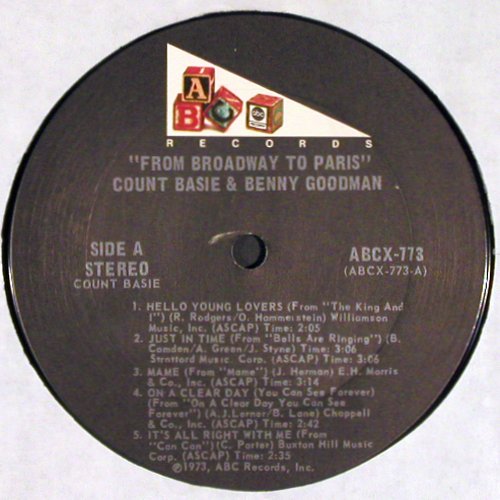 A
B
abc
RECORDS
"FROM BROADWAY TO PARIS"
COUNT BASIE & BENNY GOODMAN
SIDE A
STEREO
COUNT BASIE
ABCX-773
(ABCX-773-A)
1. HELLO YOUNG LOVERS (From "The King And
I") (R. Rodgers/O. Hammerstein) Williamson
Music, Inc. (ASCAP) Time: 2:05
2. JUST IN TIME (From "Bells Are Ringing") (B.
Comden/A. Green/J. Styne) Time: 3:06
Stratford Music. Corp. (ASCAP) Time: 3:06
3. MAME (From "Mame") (J. Herman) E.H. Morris
& Co., Inc. (ASCAP) Time: 3:14
4. ON A CLEAR DAY (You Can See Forever)
(From "On A Clear Day You Can See
Forever") (A.J.Lerner/B. Lane) Chappell
& Co., Inc. (ASCAP) Time: 2:42
5. IT'S ALL RIGHT WITH ME (From
"Can Can") (C. Porter) Buxton Hill Music
Corp. (ASCAP) Time: 2:35
©1973, ABC Records, Inc.